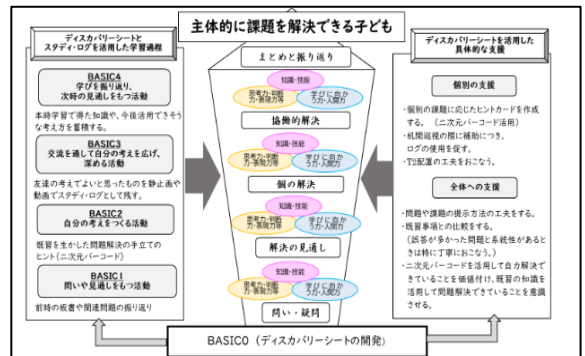 主体的に課題を解決できる子ども
ディスカバリーシートと
スタディ・ログを活用した学習過程
BASIC4
学びを振り返り、
次時の見通しをもつ活動
本時学習で得た知識や、今後活用できそ
うな考え方を蓄積する。
BASIC3
交流を通して自分の考えを広げ、
深める活動
友達の考えでよいと思ったものを静止画や
動画でスタディ・ログとして残す。
BASIC2
自分の考えをつくる活動
既習を生かした問題解決の手立ての
ヒント(二次元バーコード)
BASIC1
問いや見通しをもつ活動
前時の板書や関連問題の振り返り
まとめと振り返り
知識・技能
思考力・判断
力・表現力等
学びに向か
う力・人間力
協働的解決
知識・技能
思考力・判断
力・表現力等
学びに向か
う力・人間力
個の解決
知識・技能
思考力・判断
力・表現力等
学びに向か
う力・人間力
解決の見通し
知識・技能
思考力・判断
力・表現力等
学びに向か
う力・人間力
問い・疑問
ディスカバリーシートを活用した
具体的な支援
個別の支援
・個別の課題に応じたヒントカードを作成
する。(二次元バーコード活用)
・机間巡視の際に補助につき、
ログの使用を促す。
・T2配置の工夫をおこなう。
全体への支援
・問題や課題の提示方法の工夫をする。
・既習事項との比較をする。
(誤答が多かった問題と系統性があるとき
は特に丁寧におこなう。)
・二次元バーコードを活用して自力解決で
きていることを価値付け、既習の知識を
活用して問題解決できていることを意識
させる。
BASIC0(ディスカバリーシートの開発)